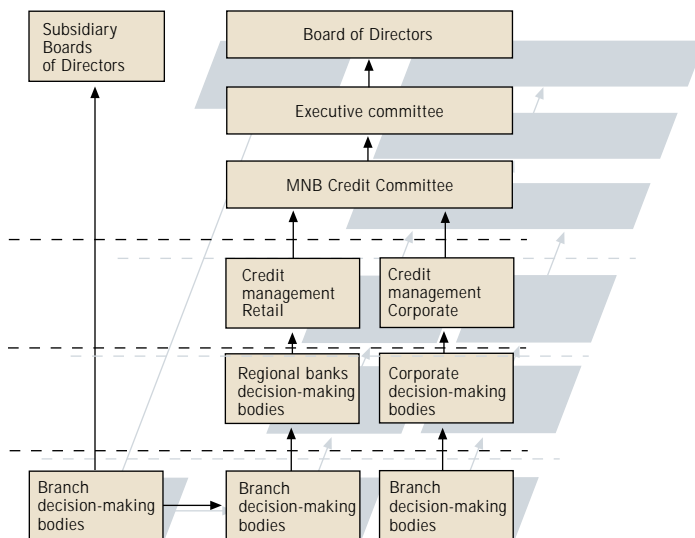 Subsidiary
Boards
of Directors
Board of Directors
Executive committee
MNB Credit Committee
Credit
management
Retail
Credit
management
Corporate
Regional banks
decision-making
bodies
Corporate
decision-making
bodies
Branch
decision-making
bodies
Branch
decision-making
bodies
Branch
decision-making
bodies